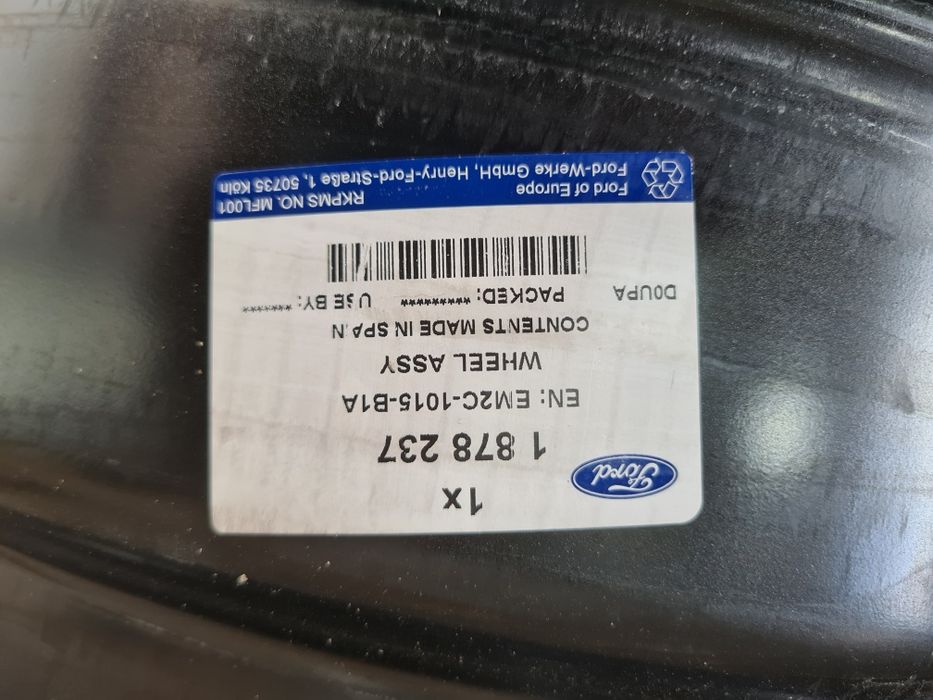 1x
Ford
1 878 237
EN: EM2C-1015-B1A
WHEEL ASSY
CONTENTS MADE IN SPAIN
D0UPA PACKED: ******** USE BY: *******
Ford of Europe
Ford-Werke GmbH, Henry-Ford-Straße 1, 50735 Köln
RKPMS NO. MFL001